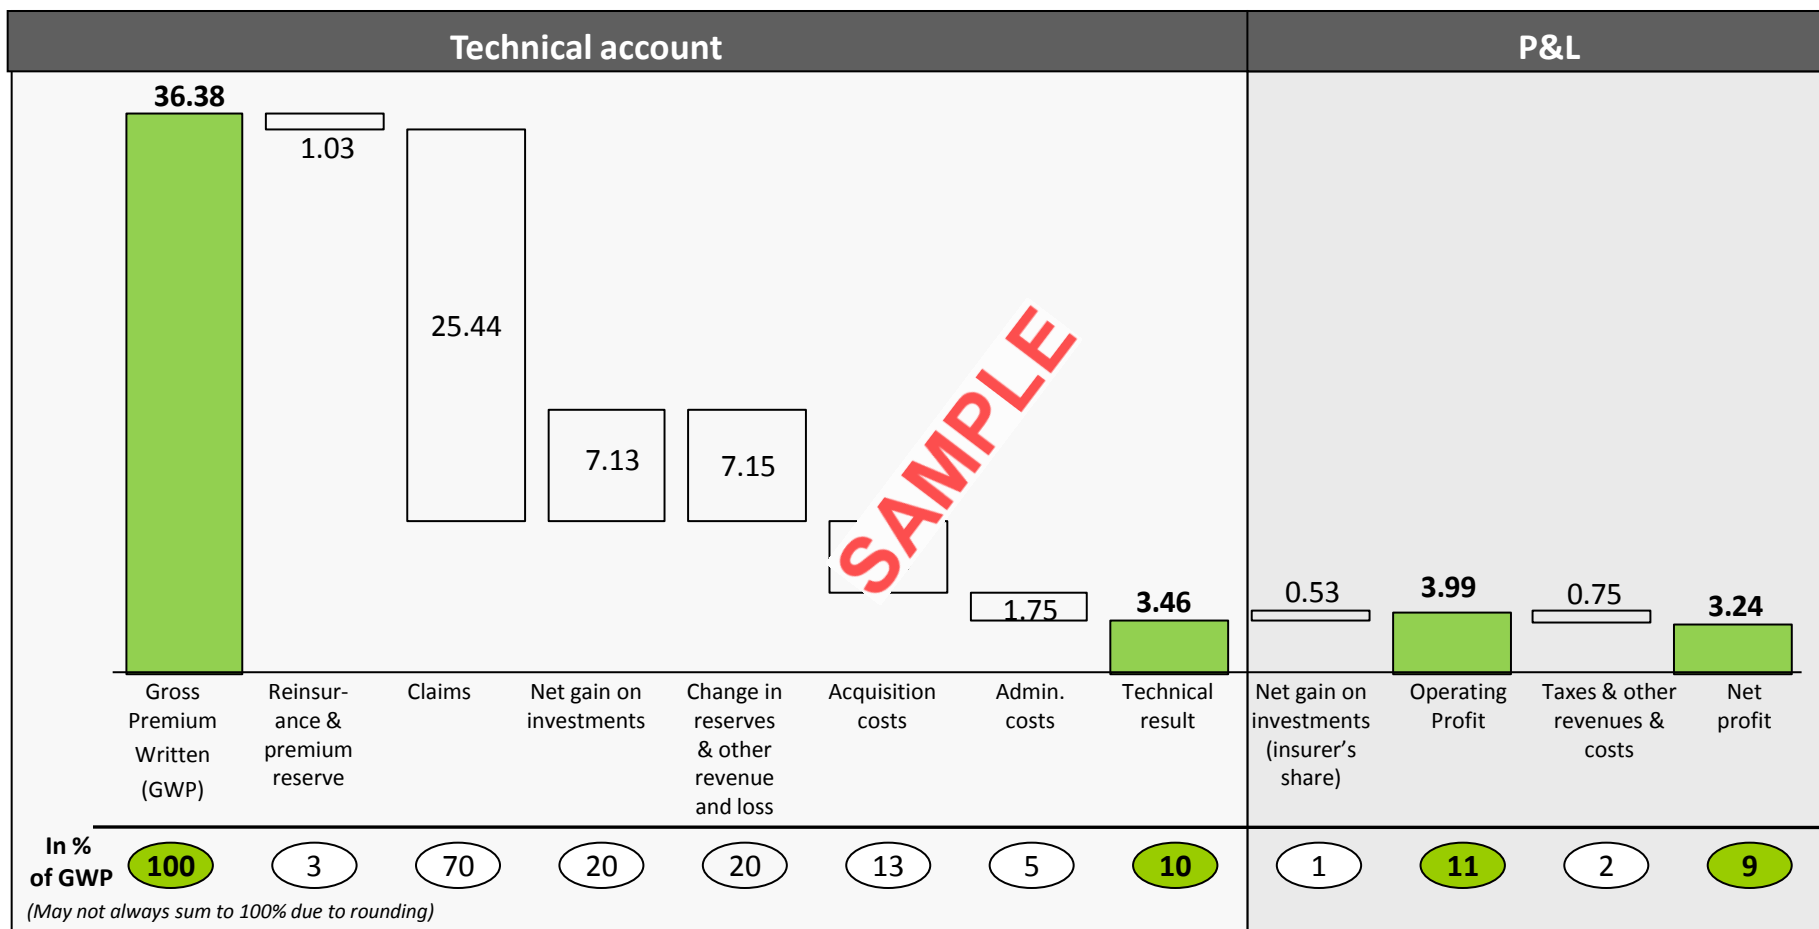 Technical account
P&L
36.38
1.03
25.44
7.13
7.15
SAMPLE
1.75
3.46
0.53
3.99
0.75
3.24
Gross
Premium
Written
(GWP)
Reinsur-
ance &
premium
reserve
Claims
Net gain on
investments
Change in
reserves
& other
revenue
and loss
Acquisition
costs
Admin.
costs
Technical
result
Net gain on
investments
(insurer’s
share)
Operating
Profit
Taxes & other
revenues &
costs
Net
profit
In %
of GWP
100
3
70
20
20
13
5
10
1
11
2
9
(May not always sum to 100% due to rounding)